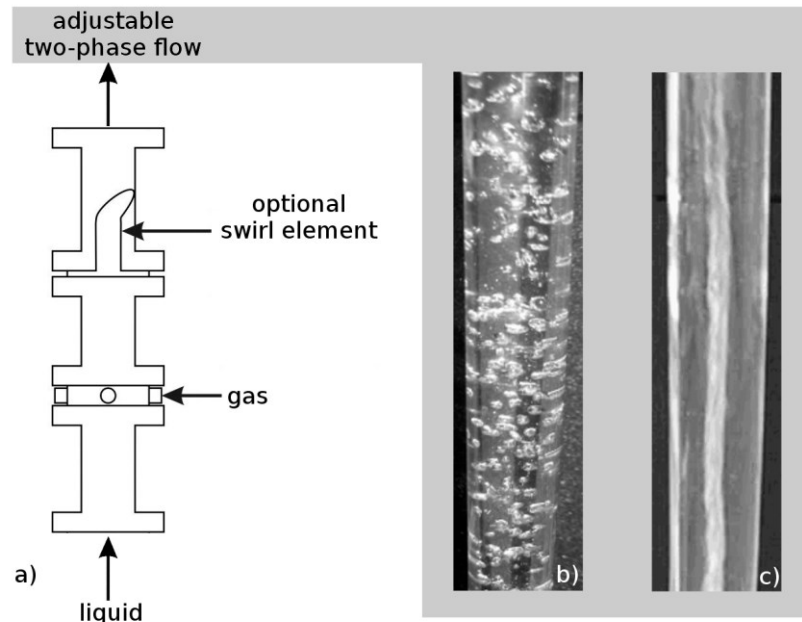 adjustable
two-phase flow
optional
swirl element
gas
a)
liquid
b)
c)